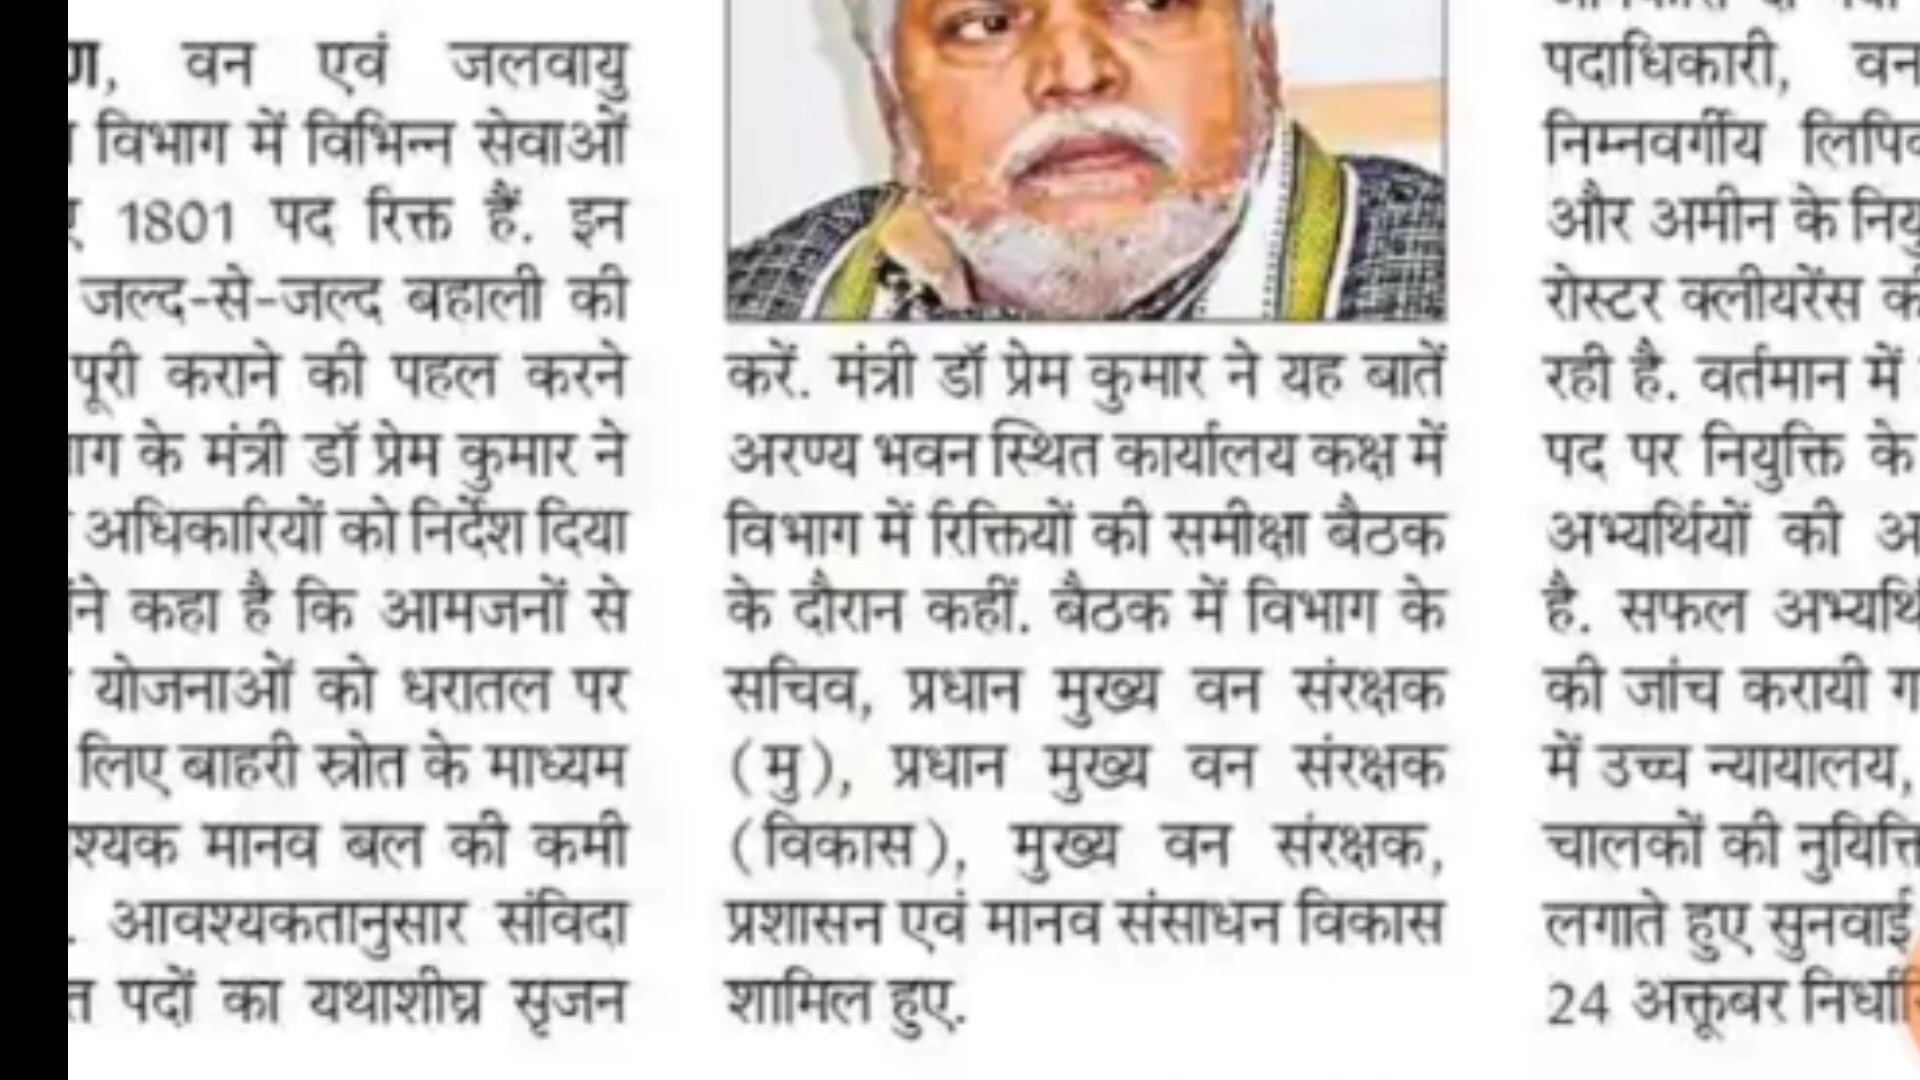 वन एवं जलवायु
विभाग में विभिन्न सेवाओं
1801 पद रिक्त हैं. इन
जल्द-से-जल्द बहाली की
पूरी कराने की पहल करने
के मंत्री डॉ प्रेम कुमार ने
अधिकारियों को निर्देश दिया
कहा है कि आमजनों से
योजनाओं को धरातल पर
लिए बाहरी स्रोत के माध्यम
मानव बल की कमी
आवश्यकतानुसार संविदा
पदों का यथाशीघ्र सृजन
करें. मंत्री डॉ प्रेम कुमार ने यह बातें
अरण्य भवन स्थित कार्यालय कक्ष में
विभाग में रिक्तियों की समीक्षा बैठक
के दौरान कहीं. बैठक में विभाग के
सचिव, प्रधान मुख्य वन संरक्षक
(मु), प्रधान मुख्य वन संरक्षक
(विकास), मुख्य वन संरक्षक,
प्रशासन एवं मानव संसाधन विकास
शामिल हुए.
पदाधिकारी, वन
निम्नवर्गीय
और अमीन के
रोस्टर क्लीयरेंस
रही है. वर्तमान में
पद पर नियुक्ति के
अभ्यर्थियों की
है. सफल
की जांच करायी
में उच्च न्यायालय,
चालकों की
लगाते हुए सुनवाई
24 अक्तूबर